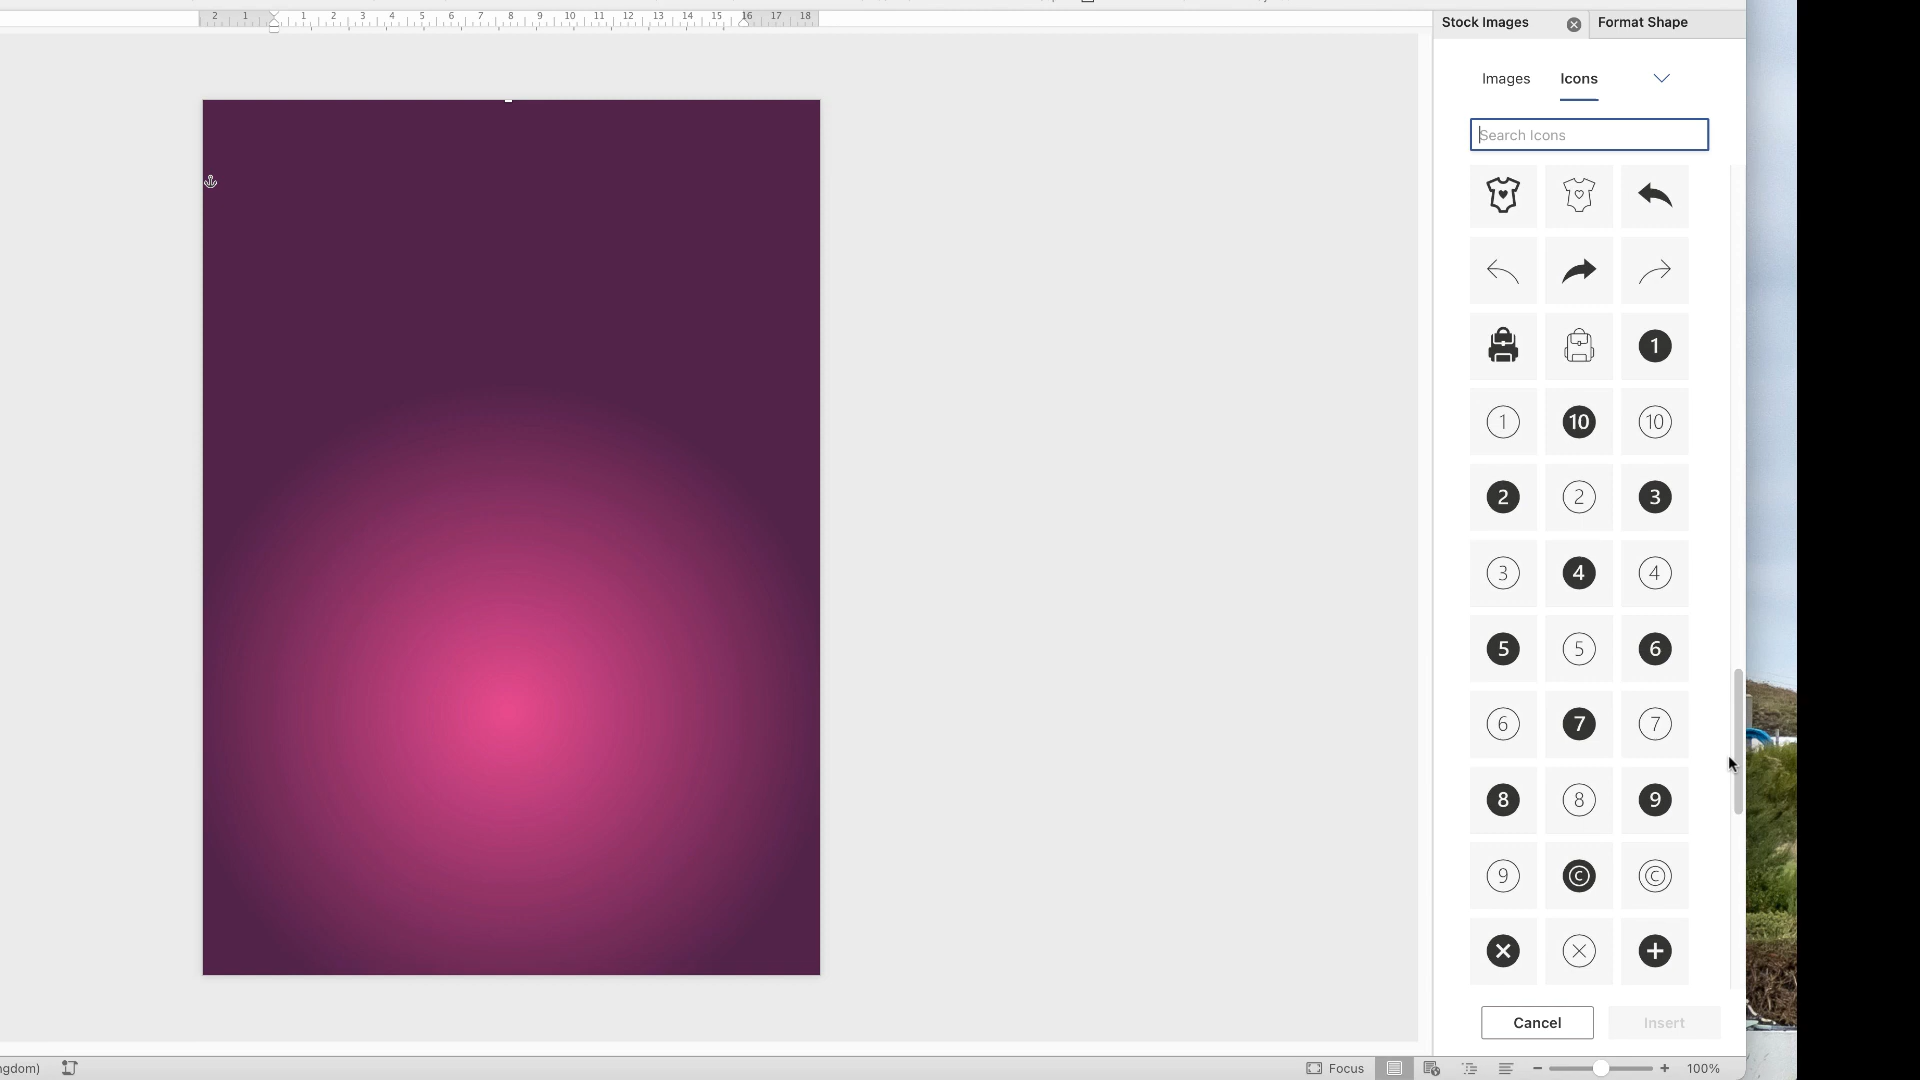 2 1 1 2 3 4 5 6 7 8 9 10 11 12 13 14 15 16 17 18
Stock Images
Format Shape
Images
Icons
Search Icons
1
1 10 10
2 2 3
3 4 4
5 5 6
6 7 7
8 8 9
9 © ©
Cancel
Insert
ngdom)
Focus
100%